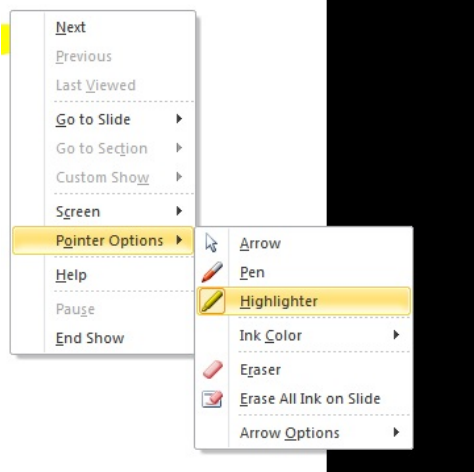 Next
Previous
Last Viewed
Go to Slide
Go to Section
Custom Show
Screen
Pointer Options
Help
Pause
End Show
Arrow
Pen
Highlighter
Ink Color
Eraser
Erase All Ink on Slide
Arrow Options